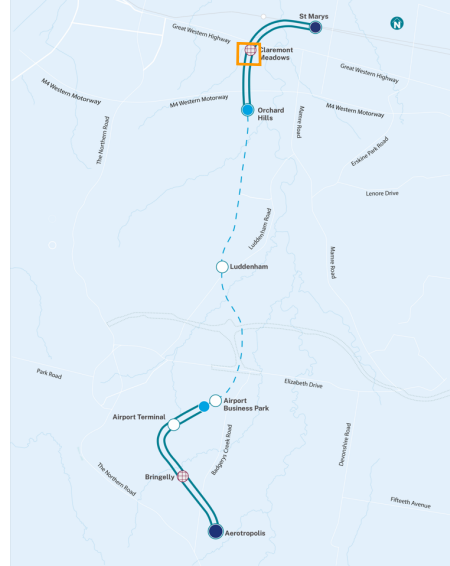 St Marys
N
Great Western Highway
Claremont
Meadows
Great Western Highway
M4 Western Motorway
M4 Western Motorway
M4 Western Motorway
Orchard
Hills
Mamre Road
The Northern Road
Erskine Park Road
Lenore Drive
Luddenham Road
Mamre Road
Luddenham
Park Road
Elizabeth Drive
Airport
Business Park
Airport Terminal
Badgerys Creek Road
Devonshire Road
The Northern Road
Bringelly
Fifteeth Avenue
Aerotropolis